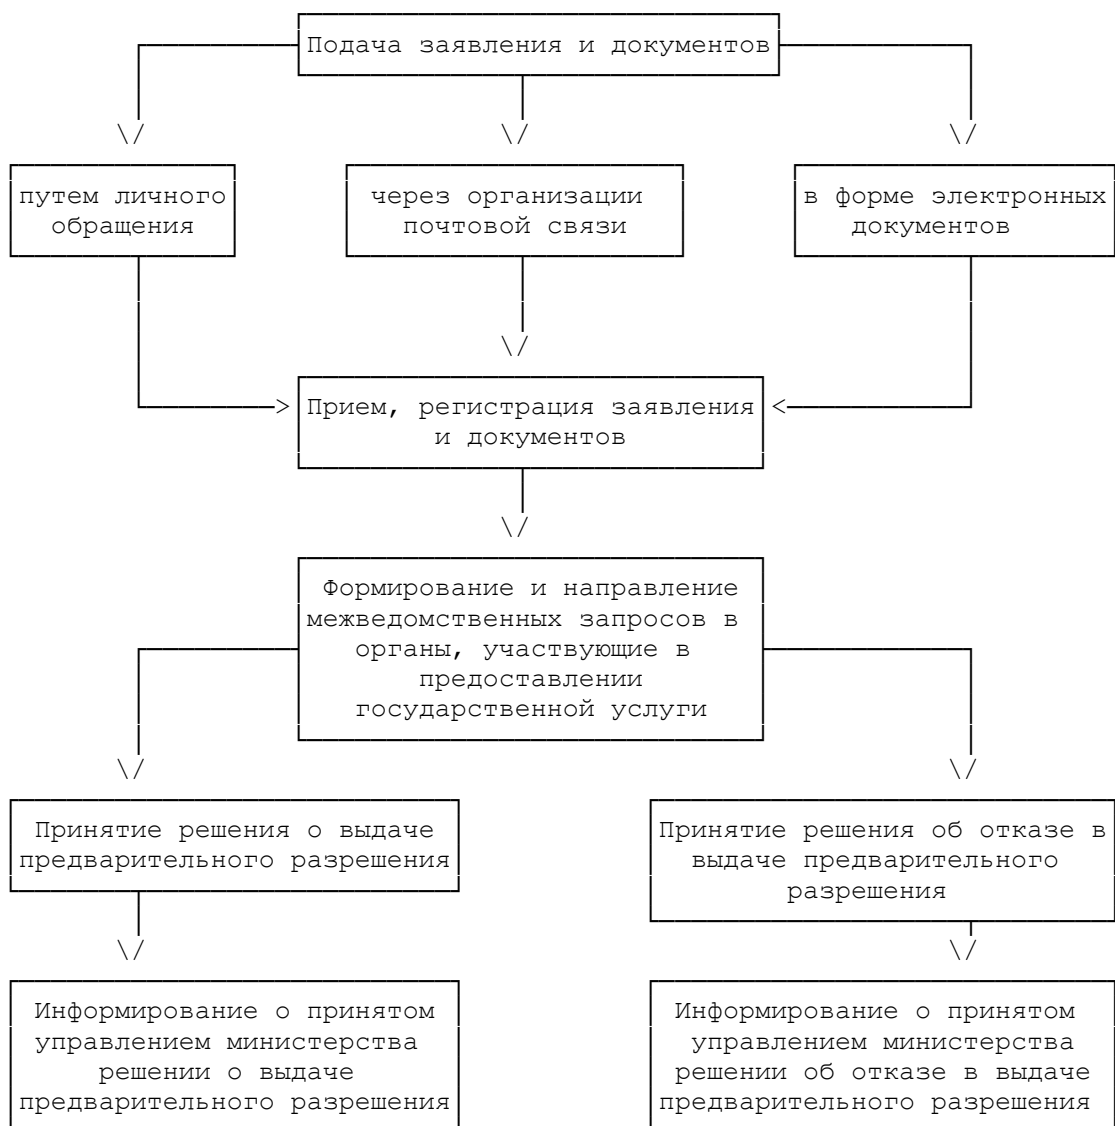 Подача заявления и документов
путем личного
обращения
через организации
почтовой связи
в форме электронных
документов
Прием, регистрация заявления
и документов
Формирование и направление
межведомственных запросов в
органы, участвующие в
предоставлении
государственной услуги
Принятие решения о выдаче
предварительного разрешения
Принятие решения об отказе в
выдаче предварительного
разрешения
Информирование о принятом
управлением министерства
решении о выдаче
предварительного разрешения
Информирование о принятом
управлением министерства
решении об отказе в выдаче
предварительного разрешения